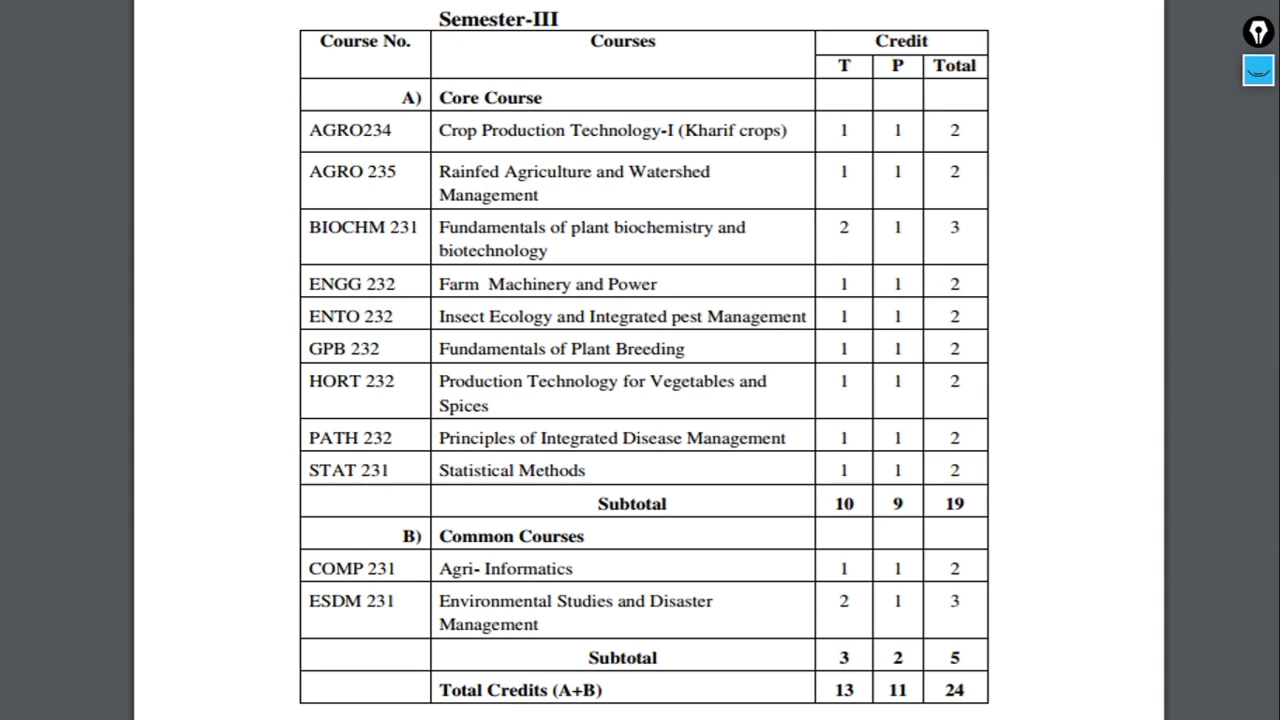 Semester-III
Course No. Courses Credit
T P Total
A) Core Course
AGRO234 Crop Production Technology-I (Kharif crops) 1 1 2
AGRO 235 Rainfed Agriculture and Watershed 1 1 2
Management
BIOCHM 231 Fundamentals of plant biochemistry and 2 1 3
biotechnology
ENGG 232 Farm Machinery and Power 1 1 2
ENTO 232 Insect Ecology and Integrated pest Management 1 1 2
GPB 232 Fundamentals of Plant Breeding 1 1 2
HORT 232 Production Technology for Vegetables and 1 1 2
Spices
PATH 232 Principles of Integrated Disease Management 1 1 2
STAT 231 Statistical Methods 1 1 2
Subtotal 10 9 19
B) Common Courses
COMP 231 Agri- Informatics 1 1 2
ESDM 231 Environmental Studies and Disaster 2 1 3
Management
Subtotal 3 2 5
Total Credits (A+B) 13 11 24